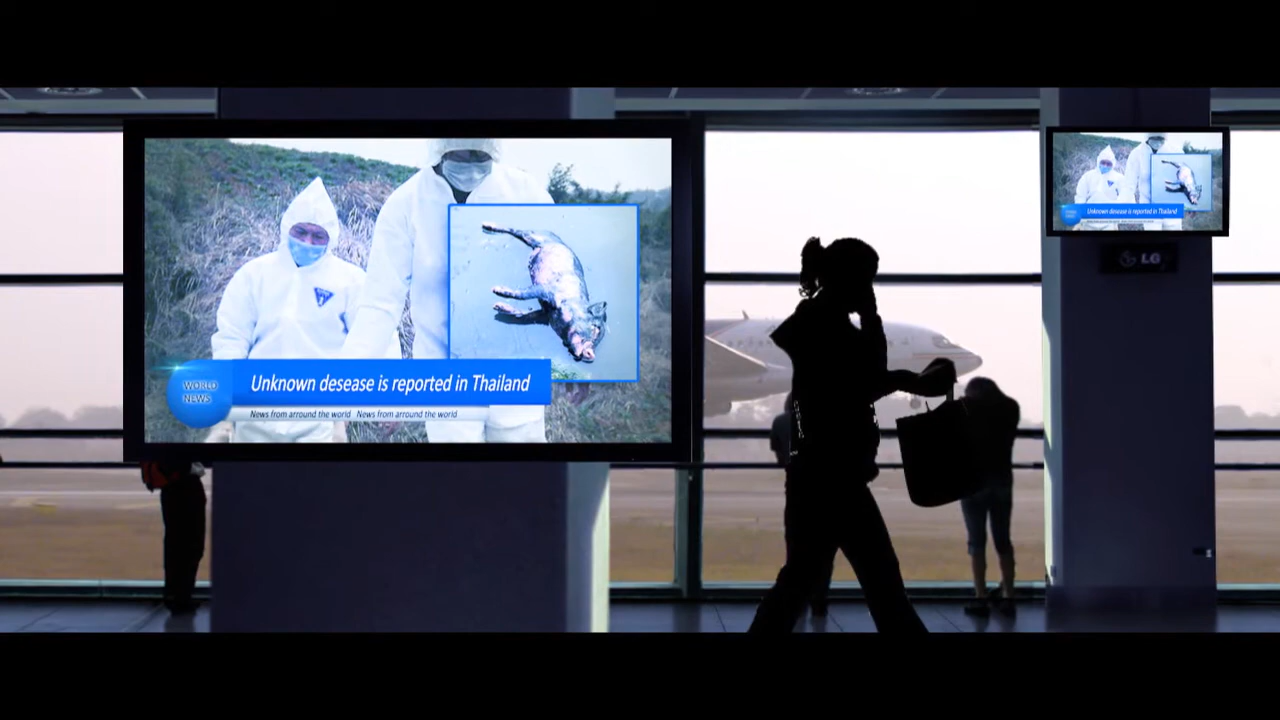 WORLD
NEWS
Unknown desease is reported in Thailand
News from arround the world   News from arround the world
Unknown desease is reported in Thailand
LG